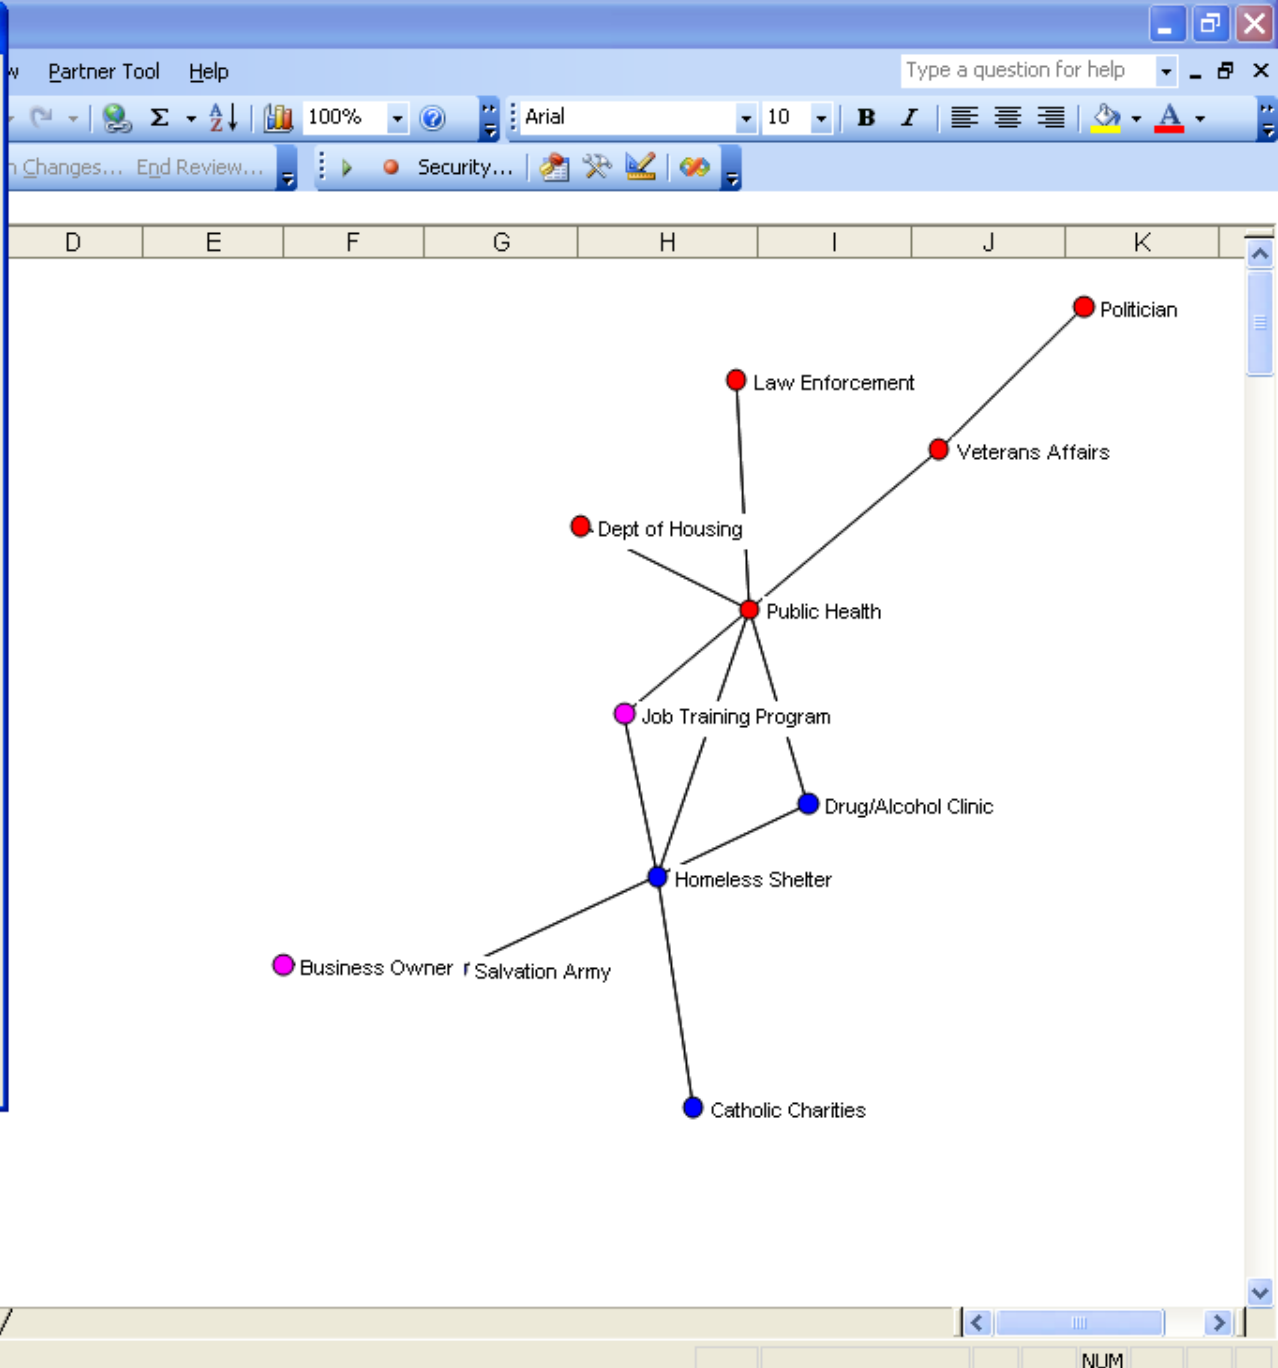 Partner Tool Help
Type a question for help
Σ
A
Z
100%
Arial
10
B I
A
Changes... End Review...
Security...
D E F G H I J K
Politician
Law Enforcement
Veterans Affairs
Dept of Housing
Public Health
Job Training Program
Drug/Alcohol Clinic
Homeless Shelter
Business Owner
Salvation Army
Catholic Charities
NUM